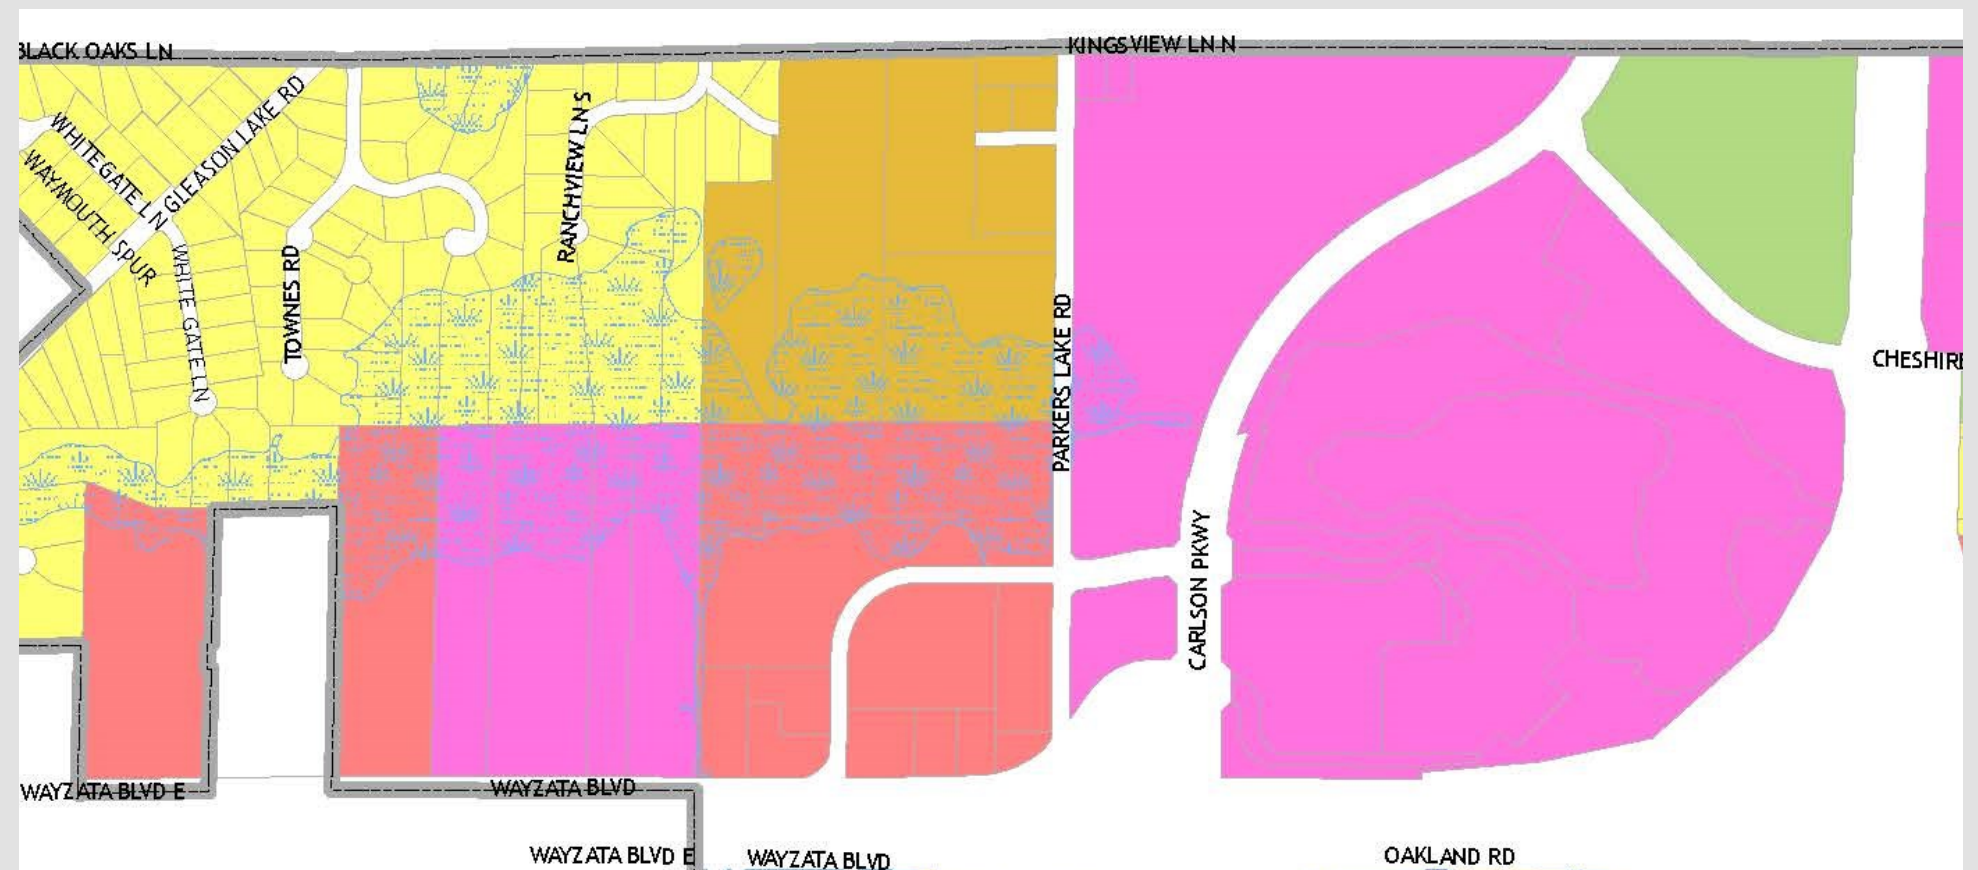 BLACK OAKS LN
KINGSVIEW LN N
GLEASON LAKE RD
WHITEGATE LN
WAYMOUTH SPUR
WHITE GATE LN
TOWNES RD
RANCHVIEW LN S
PARKERS LAKE RD
CHESHIRE
CARLSON PKWY
WAYZATA BLVD E
WAYZATA BLVD
WAYZATA BLVD E
WAYZATA BLVD
OAKLAND RD